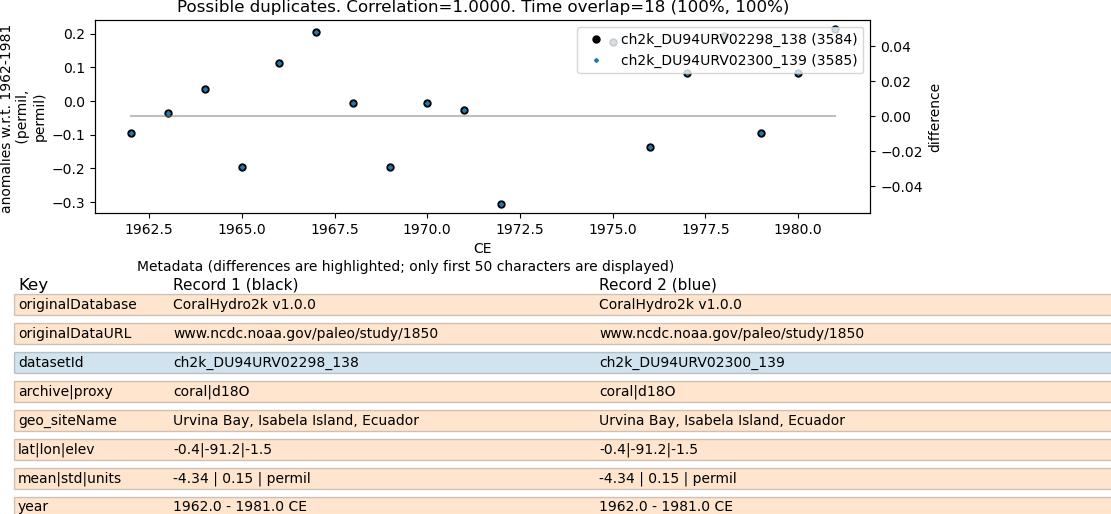 Possible duplicates. Correlation=1.0000. Time overlap=18 (100%, 100%)
anomalies w.r.t. 1962-1981
(permil,
permil)
0.2
0.1
0.0
−0.1
−0.2
−0.3
ch2k_DU94URV02298_138 (3584)
ch2k_DU94URV02300_139 (3585)
0.04
0.02
0.00
−0.02
−0.04
difference
1962.5 1965.0 1967.5 1970.0 1972.5 1975.0 1977.5 1980.0
CE
Metadata (differences are highlighted; only first 50 characters are displayed)
Key Record 1 (black) Record 2 (blue)
originalDatabase CoralHydro2k v1.0.0 CoralHydro2k v1.0.0
originalDataURL www.ncdc.noaa.gov/paleo/study/1850 www.ncdc.noaa.gov/paleo/study/1850
datasetId ch2k_DU94URV02298_138 ch2k_DU94URV02300_139
archive|proxy coral|d18O coral|d18O
geo_siteName Urvina Bay, Isabela Island, Ecuador Urvina Bay, Isabela Island, Ecuador
lat|lon|elev -0.4|-91.2|-1.5 -0.4|-91.2|-1.5
mean|std|units -4.34 | 0.15 | permil -4.34 | 0.15 | permil
year 1962.0 - 1981.0 CE 1962.0 - 1981.0 CE